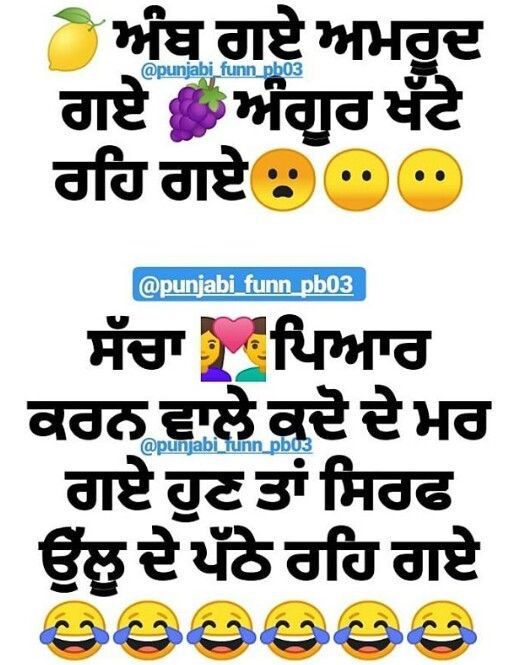 🍋 ਅੰਬ ਗਏ ਅਮਰੂਦ
@punjabi_funn_pb03
ਗਏ 🍇 ਅੰਗੂਰ ਖੱਟੇ
ਰਹਿ ਗਏ😮😶😶
@punjabi_funn_pb03
ਸੱਚਾ 💑 ਪਿਆਰ
ਕਰਨ ਵਾਲੇ ਕਦੋ ਦੇ ਮਰ
@punjabi_funn_pb03
ਗਏ ਹੁਣ ਤਾਂ ਸਿਰਫ
ਉੱਲੂ ਦੇ ਪੱਠੇ ਰਹਿ ਗਏ
😂😂😂😂😂😂